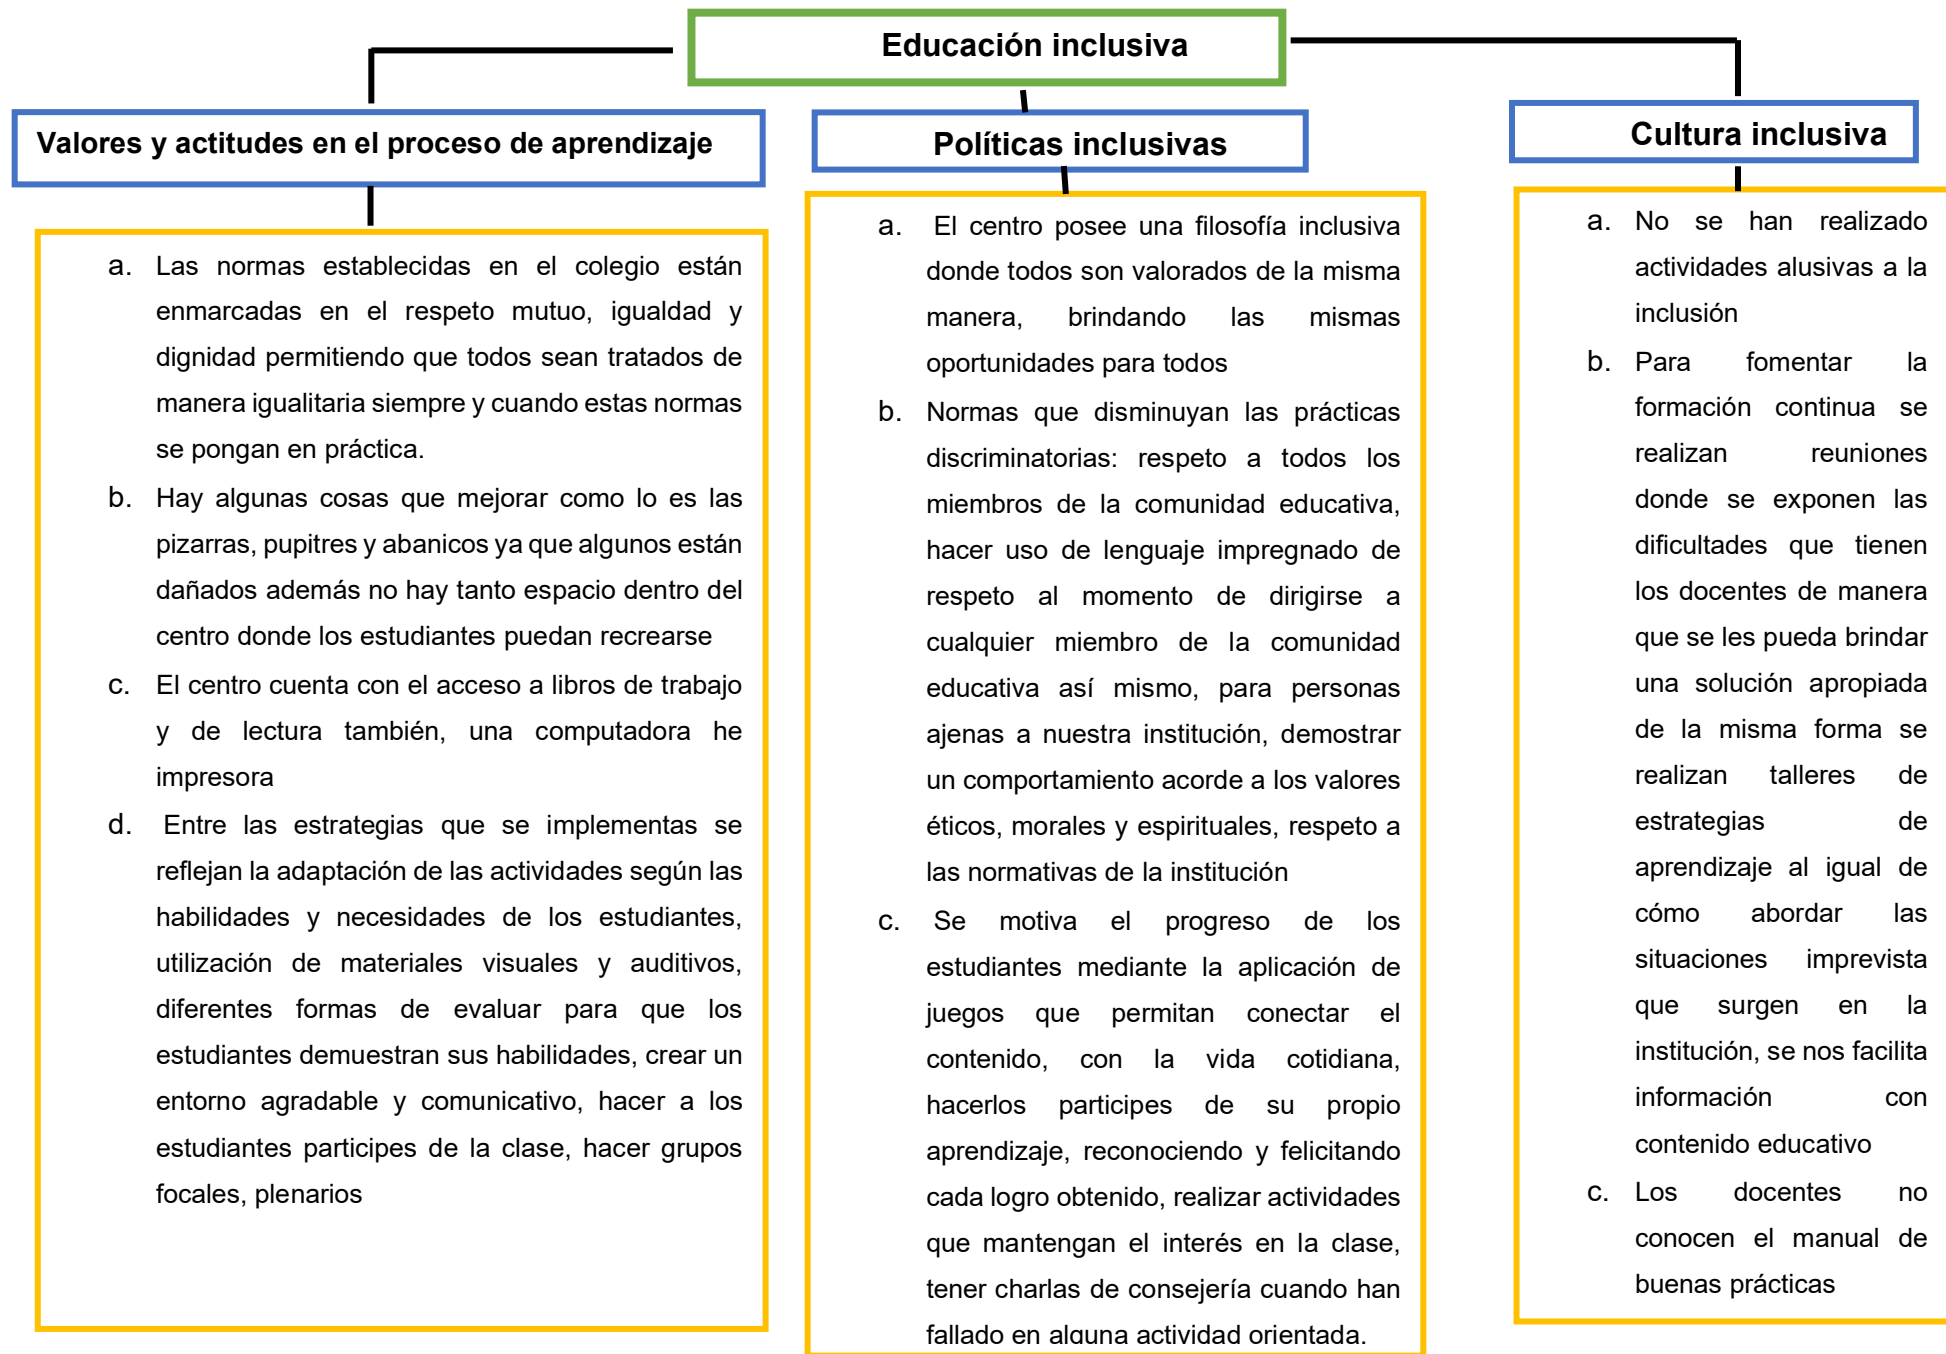 Educación inclusiva
Valores y actitudes en el proceso de aprendizaje
a. Las normas establecidas en el colegio están
enmarcadas en el respeto mutuo, igualdad y
dignidad permitiendo que todos sean tratados de
manera igualitaria siempre y cuando estas normas
se pongan en práctica.
b. Hay algunas cosas que mejorar como lo es las
pizarras, pupitres y abanicos ya que algunos están
dañados además no hay tanto espacio dentro del
centro donde los estudiantes puedan recrearse
c. El centro cuenta con el acceso a libros de trabajo
y de lectura también, una computadora he
impresora
d. Entre las estrategias que se implementas se
reflejan la adaptación de las actividades según las
habilidades y necesidades de los estudiantes,
utilización de materiales visuales y auditivos,
diferentes formas de evaluar para que los
estudiantes demuestran sus habilidades, crear un
entorno agradable y comunicativo, hacer a los
estudiantes participes de la clase, hacer grupos
focales, plenarios
Políticas inclusivas
a. El centro posee una filosofía inclusiva
donde todos son valorados de la misma
manera, brindando las mismas
oportunidades para todos
b. Normas que disminuyan las prácticas
discriminatorias: respeto a todos los
miembros de la comunidad educativa,
hacer uso de lenguaje impregnado de
respeto al momento de dirigirse a
cualquier miembro de la comunidad
educativa así mismo, para personas
ajenas a nuestra institución, demostrar
un comportamiento acorde a los valores
éticos, morales y espirituales, respeto a
las normativas de la institución
c. Se motiva el progreso de los
estudiantes mediante la aplicación de
juegos que permitan conectar el
contenido, con la vida cotidiana,
hacerlos participes de su propio
aprendizaje, reconociendo y felicitando
cada logro obtenido, realizar actividades
que mantengan el interés en la clase,
tener charlas de consejería cuando han
fallado en alguna actividad orientada.
Cultura inclusiva
a. No se han realizado
actividades alusivas a la
inclusión
b. Para fomentar la
formación continua se
realizan reuniones
donde se exponen las
dificultades que tienen
los docentes de manera
que se les pueda brindar
una solución apropiada
de la misma forma se
realizan talleres de
estrategias de
aprendizaje al igual de
cómo abordar las
situaciones imprevista
que surgen en la
institución, se nos facilita
información con
contenido educativo
c. Los docentes no
conocen el manual de
buenas prácticas